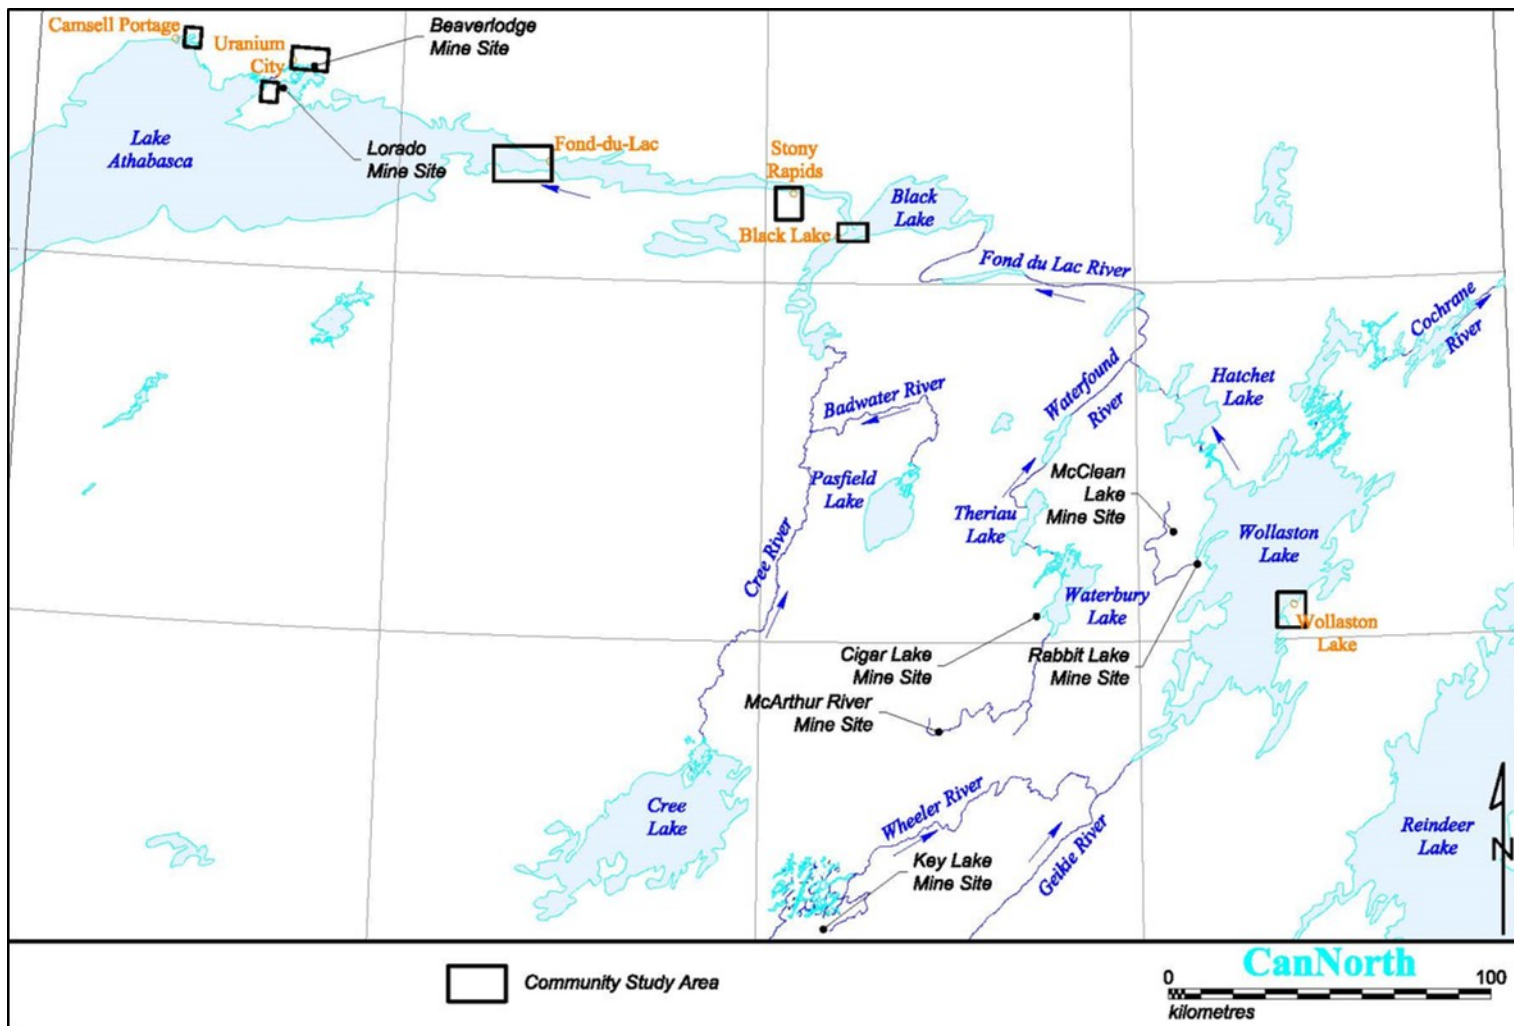 Camsell Portage
Uranium
City
Beaverlodge
Mine Site
Lake
Athabasca
Lorado
Mine Site
Fond-du-Lac
Stony
Rapids
Black
Lake
Black Lake
Fond du Lac River
Cochrane
River
Hatchet
Lake
Waterfound
River
Badwater River
Pasfield
Lake
McClean
Lake
Mine Site
Theriau
Lake
Wollaston
Lake
Cree River
Waterbury
Lake
Wollaston
Lake
Cigar Lake
Mine Site
Rabbit Lake
Mine Site
McArthur River
Mine Site
Wheeler River
Cree
Lake
Geikie River
Key Lake
Mine Site
Reindeer
Lake
N
Community Study Area
CanNorth
0 100
kilometres